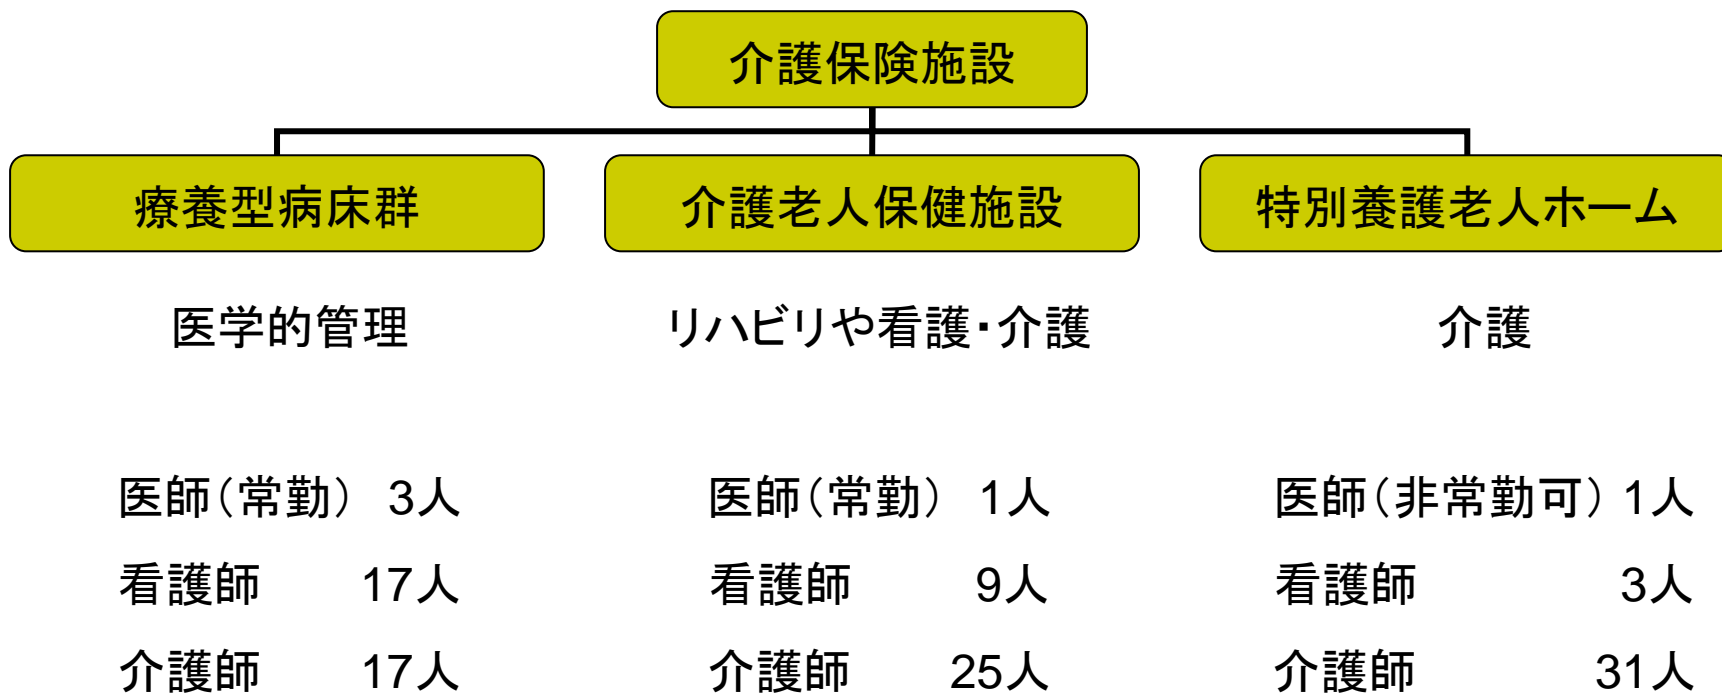 介護保険施設
療養型病床群
介護老人保健施設
特別養護老人ホーム
医学的管理
リハビリや看護・介護
介護
医師（常勤） 3人
看護師 17人
介護師 17人
医師（常勤） 1人
看護師 9人
介護師 25人
医師（非常勤可） 1人
看護師 3人
介護師 31人